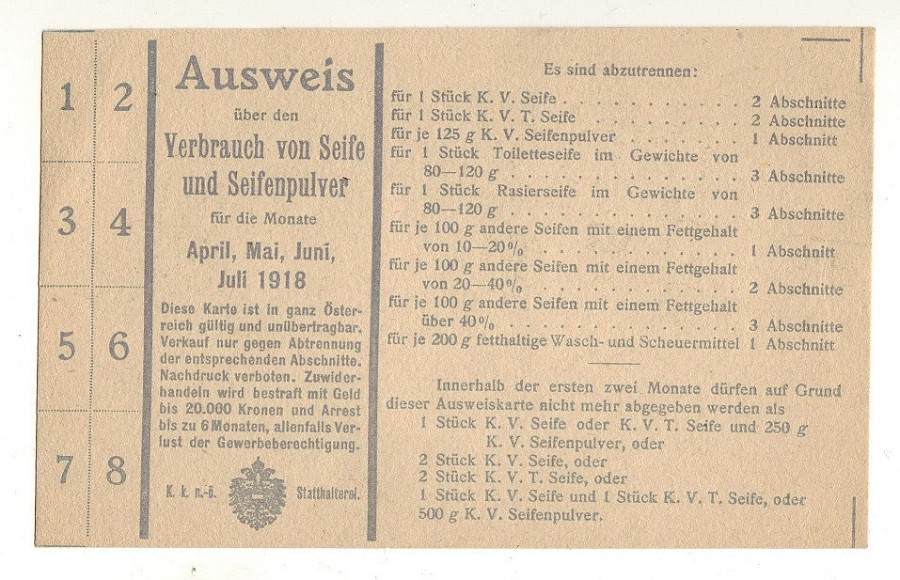 1 2
3 4
5 6
7 8
Ausweis
über den
Verbrauch von Seife
und Seifenpulver
für die Monate
April, Mai, Juni,
Juli 1918
Diese Karte ist in ganz Öster-
reich gültig und unübertragbar.
Verkauf nur gegen Abtrennung
der entsprechenden Abschnitte.
Nachdruck verboten. Zuwider-
handeln wird bestraft mit Geld
bis 20.000 Kronen und Arrest
bis zu 6 Monaten, allenfalls Ver-
lust der Gewerbeberechtigung.
K. k. n.-ö. Statthalterei.
Es sind abzutrennen:
für 1 Stück K. V. Seife . . . . . . . . . . . 2 Abschnitte
für 1 Stück K. V. T. Seife . . . . . . . . . 2 Abschnitte
für je 125 g K. V. Seifenpulver . . . . . . . 1 Abschnitt
für 1 Stück Toiletteseife im Gewichte von
80—120 g . . . . . . . . . . . . . 3 Abschnitte
für 1 Stück Rasierseife im Gewichte von
80—120 g . . . . . . . . . . . . . 3 Abschnitte
für je 100 g andere Seifen mit einem Fettgehalt
von 10—20% . . . . . . . . . . . . 1 Abschnitt
für je 100 g andere Seifen mit einem Fettgehalt
von 20—40% . . . . . . . . . . . . 2 Abschnitte
für je 100 g andere Seifen mit einem Fettgehalt
über 40% . . . . . . . . . . . . . 3 Abschnitte
für je 200 g fetthältige Wasch- und Scheuermittel 1 Abschnitt
Innerhalb der ersten zwei Monate dürfen auf Grund
dieser Ausweiskarte nicht mehr abgegeben werden als
1 Stück K. V. Seife oder K. V. T. Seife und 250 g
K. V. Seifenpulver, oder
2 Stück K. V. Seife, oder
2 Stück K. V. T. Seife, oder
1 Stück K. V. Seife und 1 Stück K. V. T. Seife, oder
500 g K. V. Seifenpulver.